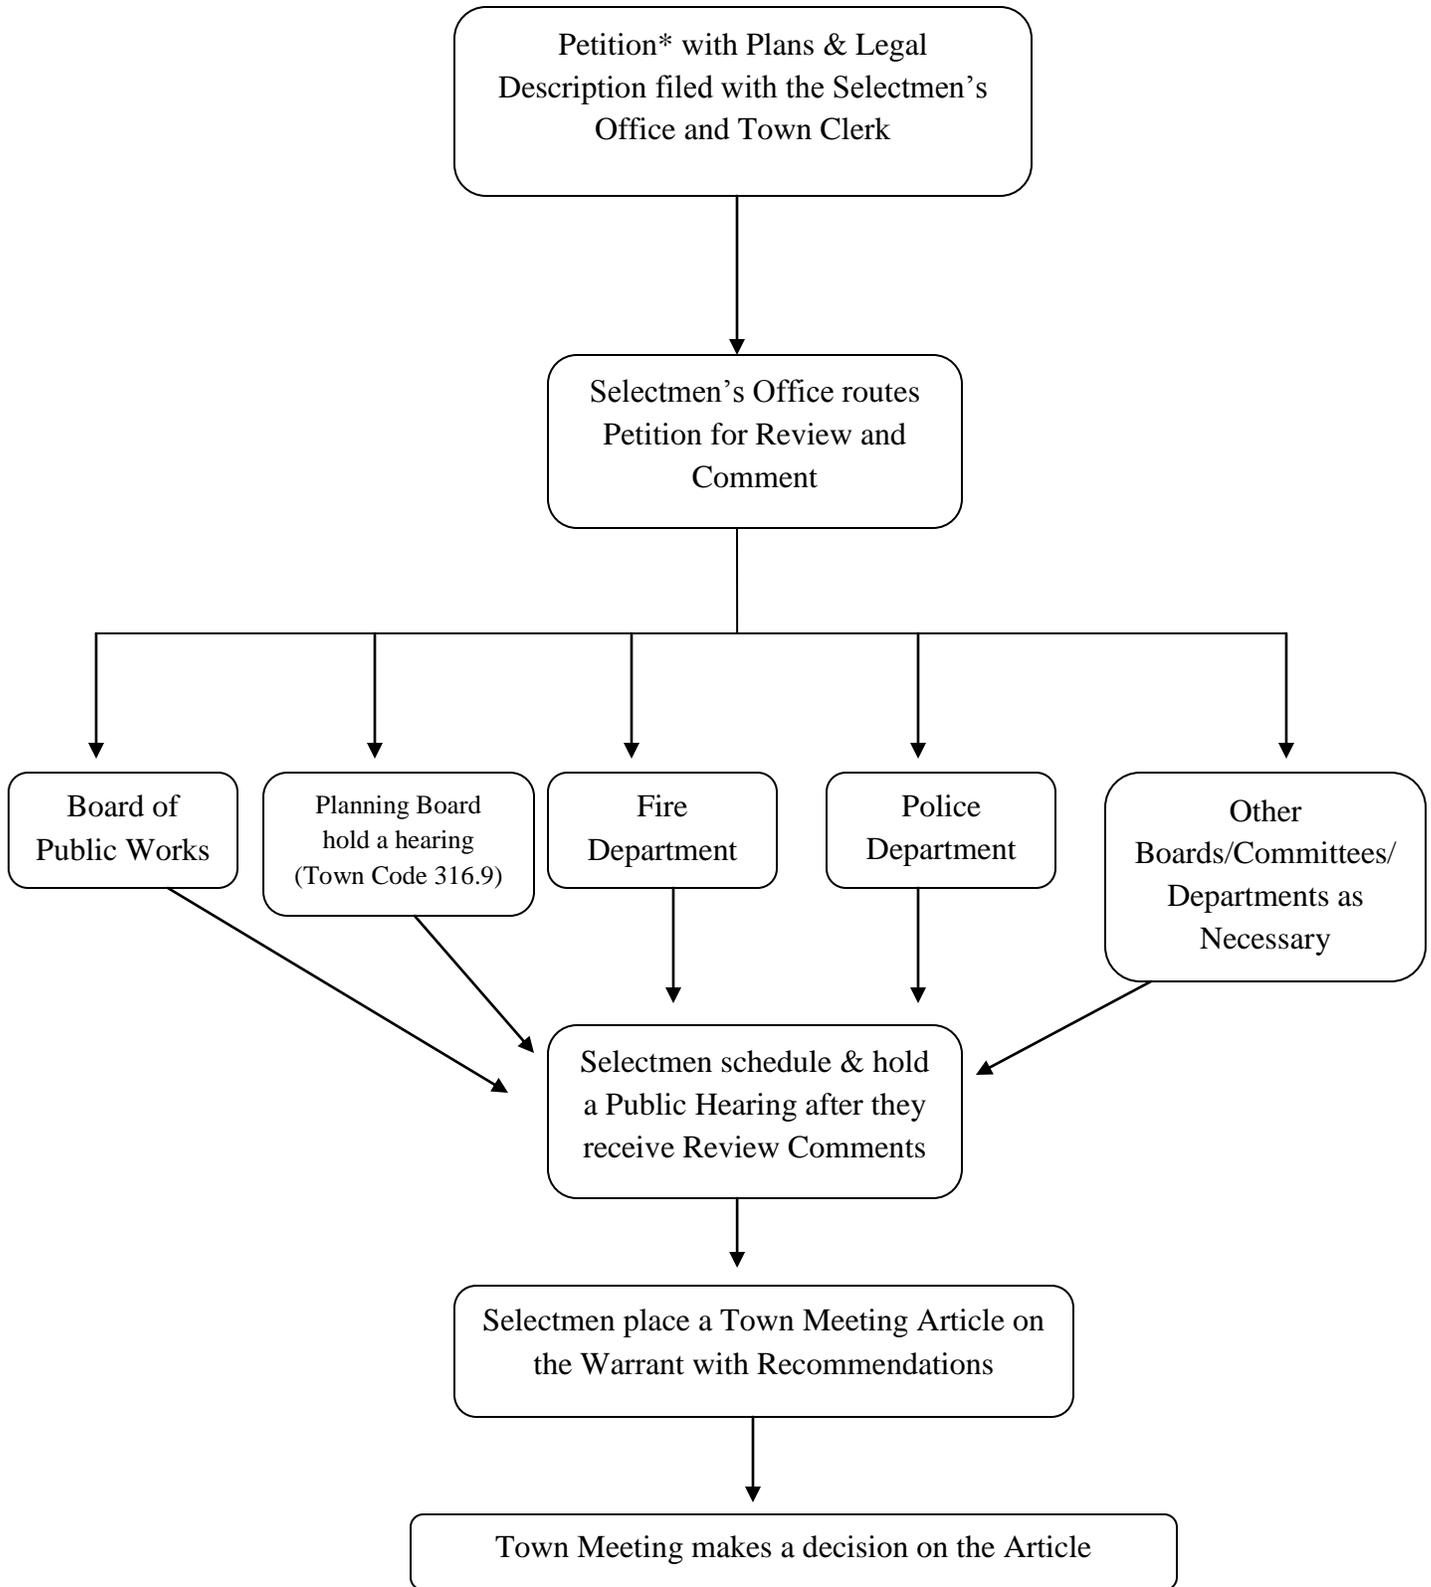 Petition* with Plans & Legal
Description filed with the Selectmen’s
Office and Town Clerk
Selectmen’s Office routes
Petition for Review and
Comment
Board of
Public Works
Planning Board
hold a hearing
(Town Code 316.9)
Fire
Department
Police
Department
Other
Boards/Committees/
Departments as
Necessary
Selectmen schedule & hold
a Public Hearing after they
receive Review Comments
Selectmen place a Town Meeting Article on
the Warrant with Recommendations
Town Meeting makes a decision on the Article